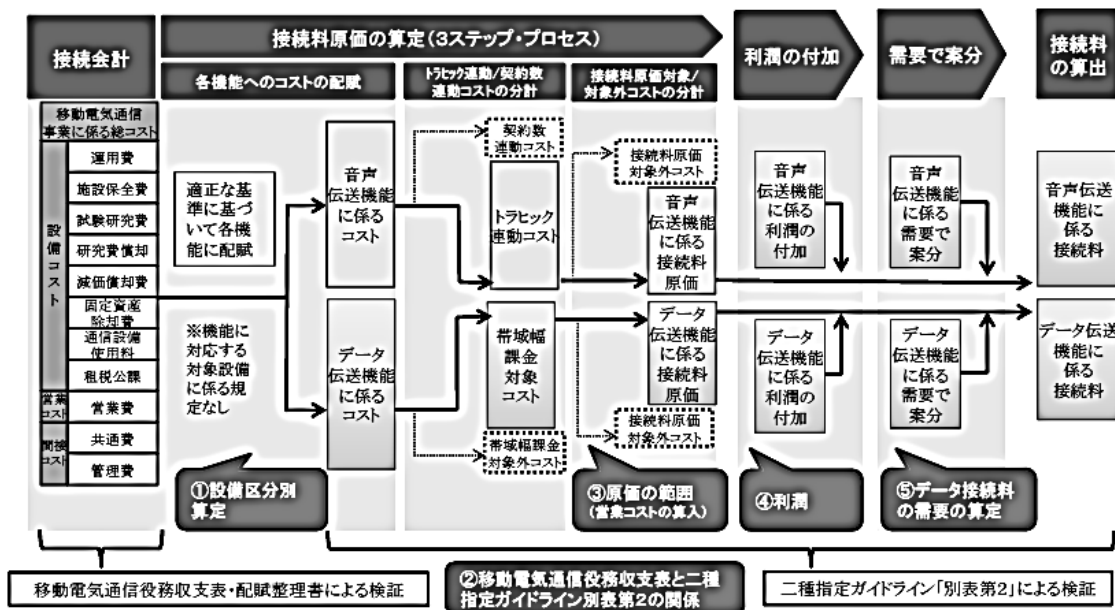 接続会計
接続料原価の算定(3ステップ・プロセス)
利潤の付加
需要で案分
接続料
の算出
各機能へのコストの配賦
トラヒック連動/契約数
連動コストの分計
接続料原価対象/
対象外コストの分計
移動電気通信
事業に係る総コスト
設備コスト
運用費
施設保全費
試験研究費
研究費償却
減価償却費
固定資産
除却費
通信設備
使用料
租税公課
営業コスト
営業費
間接コスト
共通費
管理費
適正な基
準に基づ
いて各機
能に配賦
※機能に
対応する
対象設備
に係る規
定なし
音声
伝送機能
に係る
コスト
データ
伝送機能
に係る
コスト
契約数
連動コスト
トラヒック
連動コスト
帯域幅
課金
対象
コスト
帯域幅課金
対象外コスト
接続料原価
対象外コスト
音声
伝送機能
に係る
接続料
原価
データ
伝送機能
に係る
接続料
原価
接続料原価
対象外コスト
音声
伝送機能
に係る
利潤の
付加
データ
伝送機能
に係る
利潤の
付加
音声
伝送機能
に係る
需要で
案分
データ
伝送機能
に係る
需要で
案分
音声伝送
機能に
係る
接続料
データ伝送
機能に
係る
接続料
①設備区分別
算定
③原価の範囲
(営業コストの算入)
④利潤
⑤データ接続料
の需要の算定
移動電気通信役務収支表・配賦整理書による検証
②移動電気通信役務収支表と二種
指定ガイドライン別表第2の関係
二種指定ガイドライン「別表第2」による検証